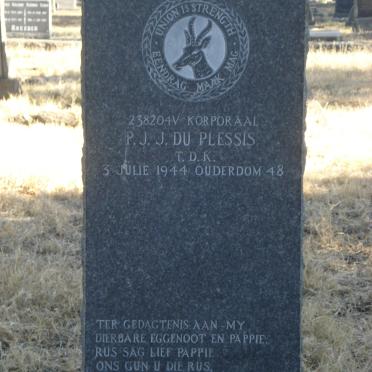 UNION IS STRENGTH
EENDRAG MAAK MAG
238204V KORPORAAL
P. J. J. DU PLESSIS
T. D. K.
3 JULIE 1944 OUDERDOM 48
TER GEDAGTENIS AAN MY
DIERBARE EGGENOOT EN PAPPIE.
RUS SAG LIEF PAPPIE
ONS GUN U DIE RUS.